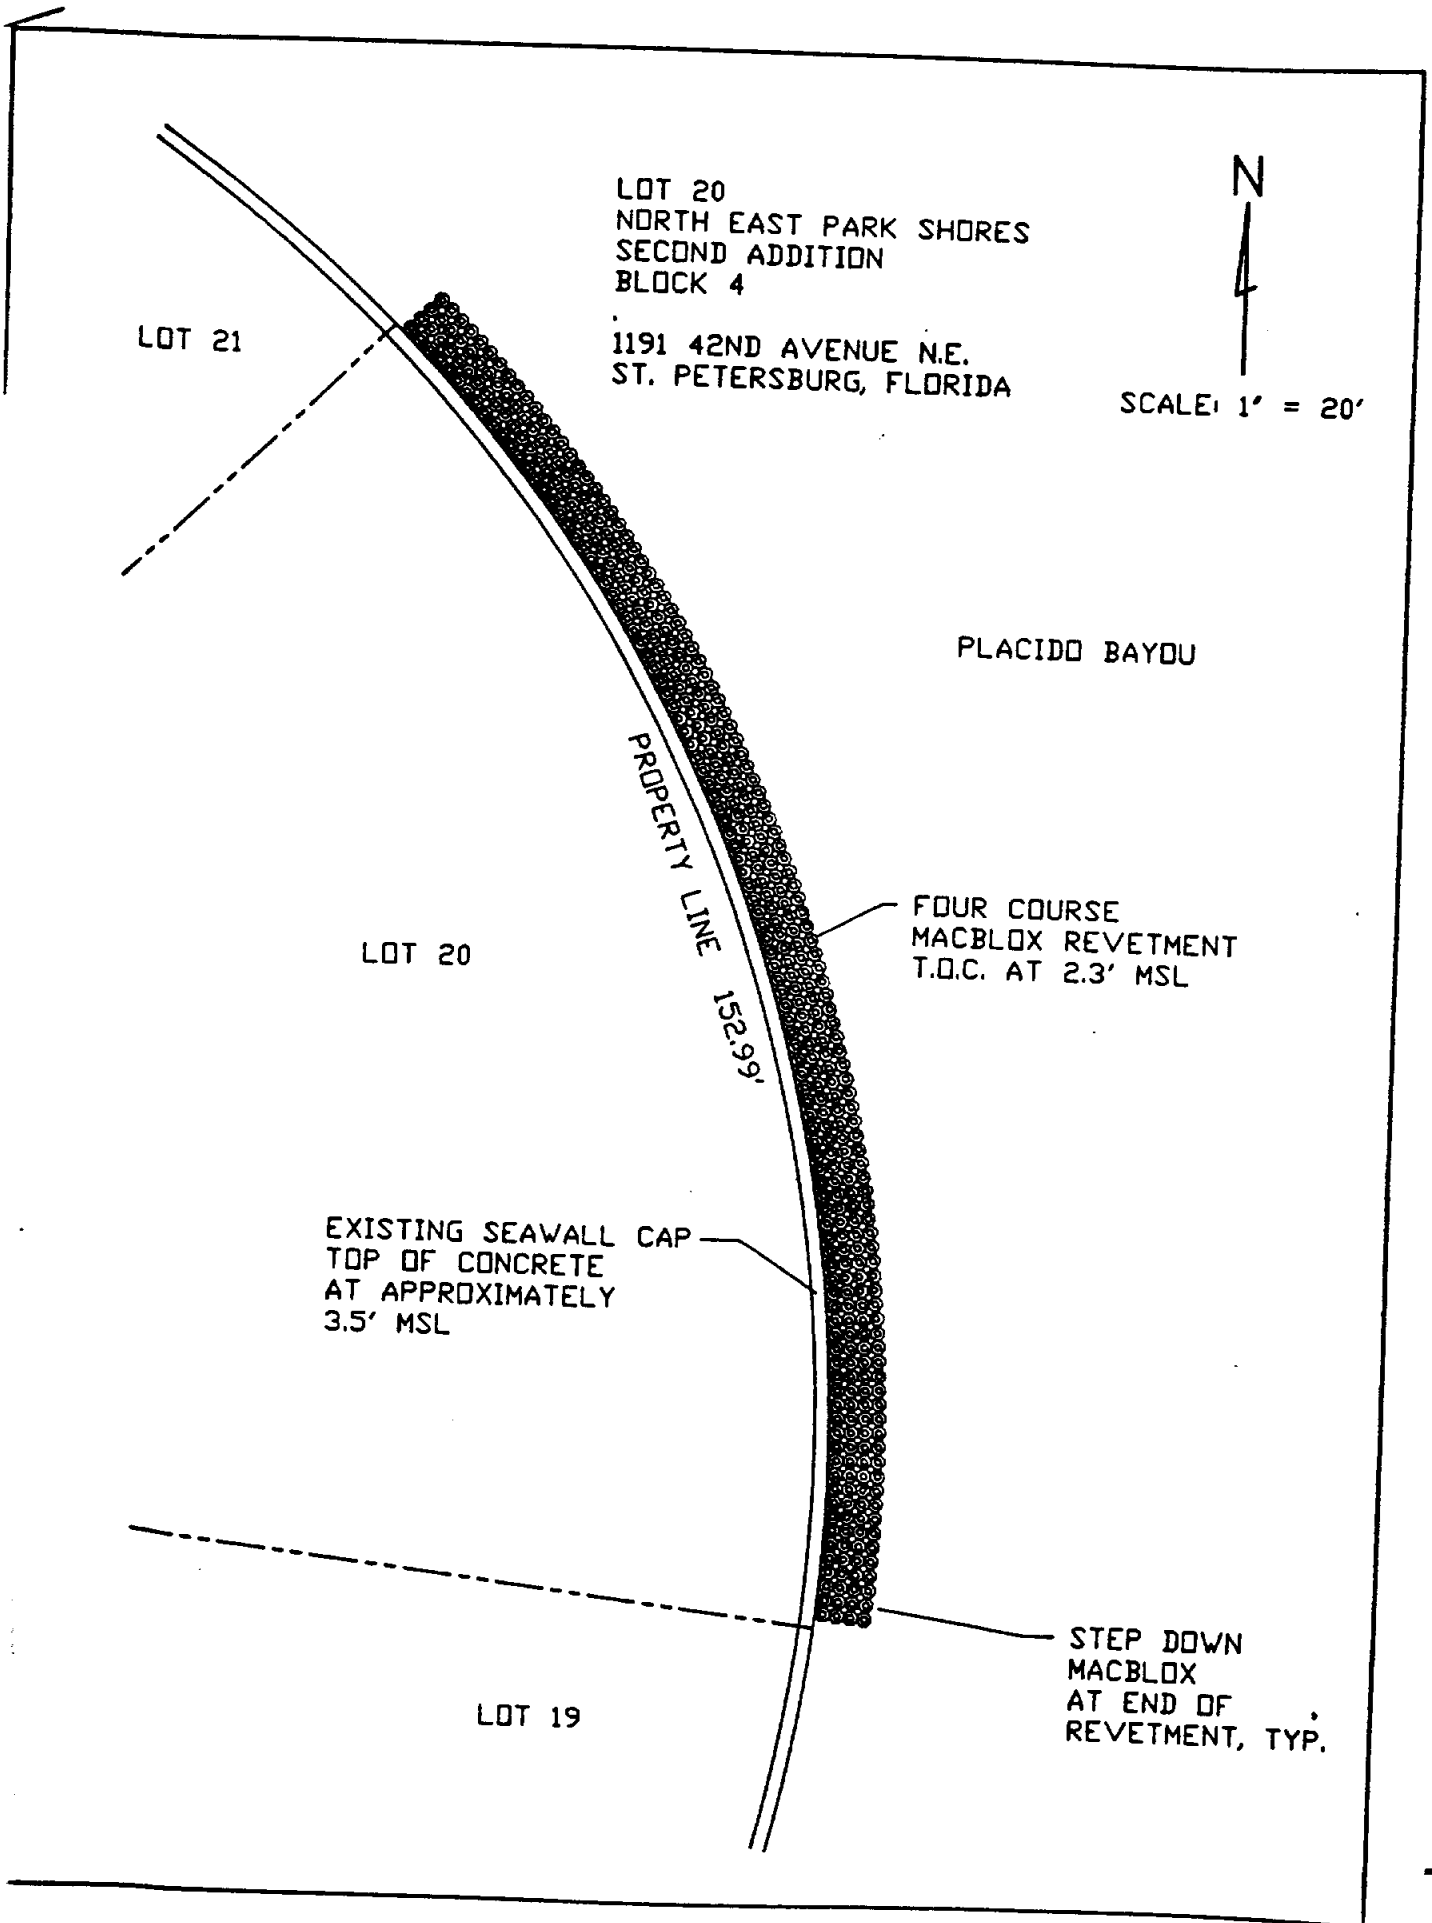 N
LOT 20
NORTH EAST PARK SHORES
SECOND ADDITION
BLOCK 4
1191 42ND AVENUE N.E.
ST. PETERSBURG, FLORIDA
SCALE: 1" = 20'
LOT 21
PLACIDO BAYOU
PROPERTY LINE 152.99'
FOUR COURSE
MACBLOX REVETMENT
T.O.C. AT 2.3' MSL
LOT 20
EXISTING SEAWALL CAP
TOP OF CONCRETE
AT APPROXIMATELY
3.5' MSL
STEP DOWN
MACBLOX
AT END OF
REVETMENT, TYP.
LOT 19